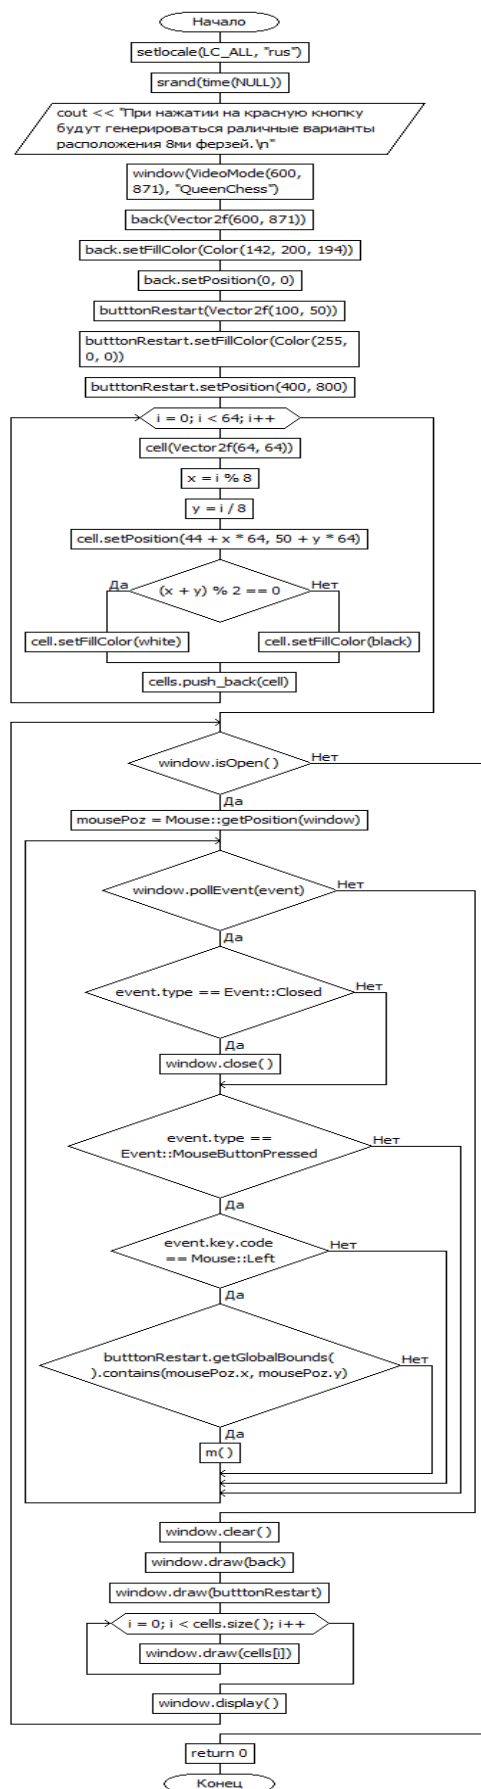 Начало
setlocale(LC_ALL, "rus")
srand(time(NULL))
cout << "При нажатии на красную кнопку
будут генерироваться раличные варианты
расположения 8ми ферзей.\n"
window(VideoMode(600,
871), "QueenChess")
back(Vector2f(600, 871))
back.setFillColor(Color(142, 200, 194))
back.setPosition(0, 0)
butttonRestart(Vector2f(100, 50))
butttonRestart.setFillColor(Color(255,
0, 0))
butttonRestart.setPosition(400, 800)
i = 0; i < 64; i++
cell(Vector2f(64, 64))
x = i % 8
y = i / 8
cell.setPosition(44 + x * 64, 50 + y * 64)
Да
(x + y) % 2 == 0
Нет
cell.setFillColor(white)
cell.setFillColor(black)
cells.push_back(cell)
window.isOpen()
Нет
Да
mousePoz = Mouse::getPosition(window)
window.pollEvent(event)
Нет
Да
event.type == Event::Closed
Нет
Да
window.close()
event.type ==
Event::MouseButtonPressed
Нет
Да
event.key.code
== Mouse::Left
Нет
Да
butttonRestart.getGlobalBounds(
).contains(mousePoz.x, mousePoz.y)
Нет
Да
m()
window.clear()
window.draw(back)
window.draw(butttonRestart)
i = 0; i < cells.size(); i++
window.draw(cells[i])
window.display()
return 0
Конец